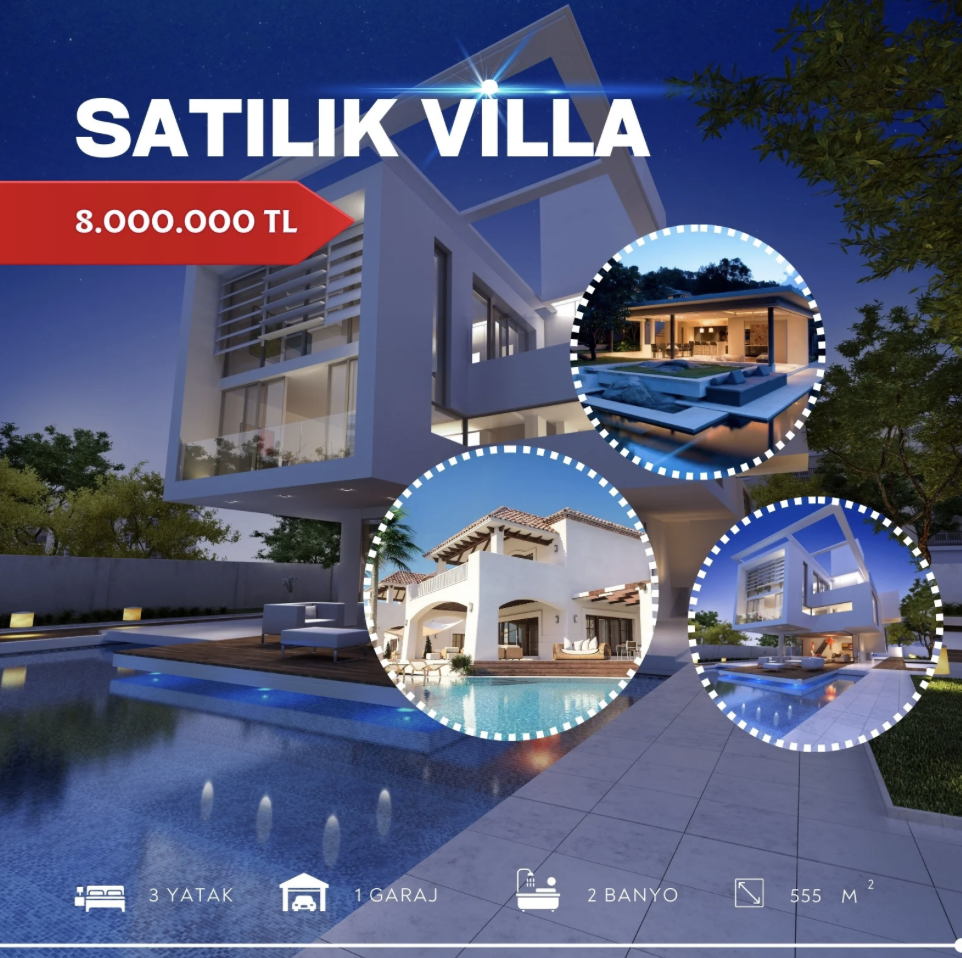 SATILIK VİLLA
8.000.000 TL
3 YATAK
1 GARAJ
2 BANYO
555 M²